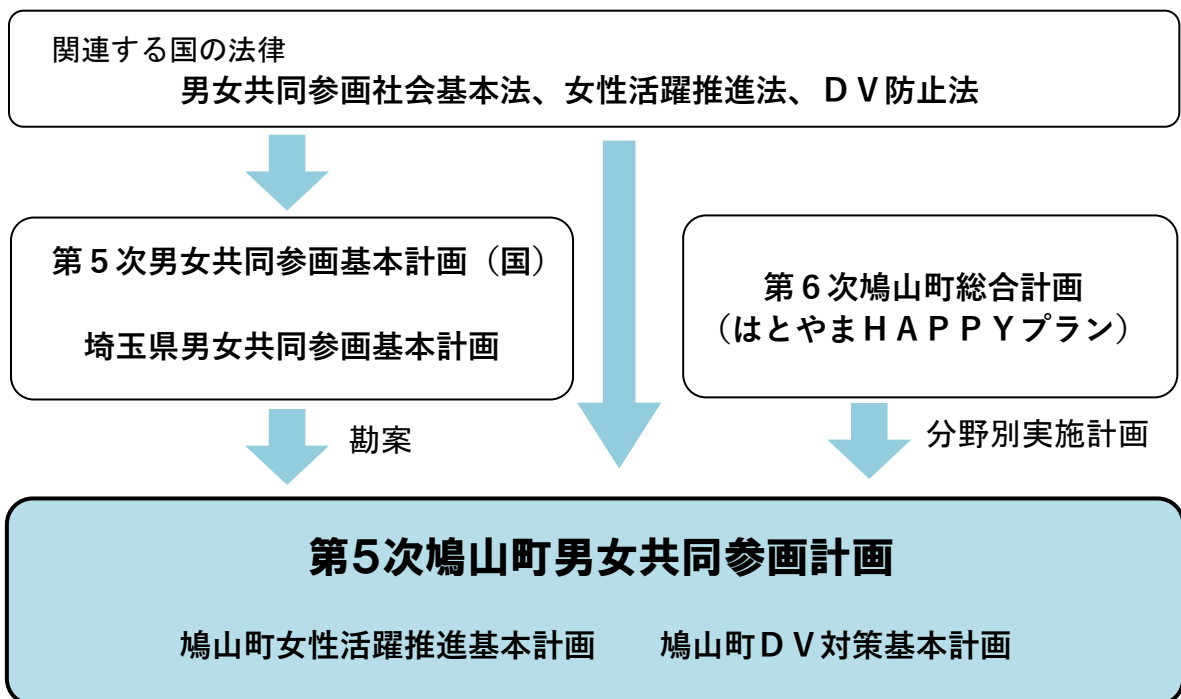 関連する国の法律
男女共同参画社会基本法、女性活躍推進法、ＤＶ防止法
第５次男女共同参画基本計画（国）
埼玉県男女共同参画基本計画
第６次鳩山町総合計画
（はとやまＨＡＰＰＹプラン）
勘案
分野別実施計画
第5次鳩山町男女共同参画計画
鳩山町女性活躍推進基本計画　　鳩山町ＤＶ対策基本計画